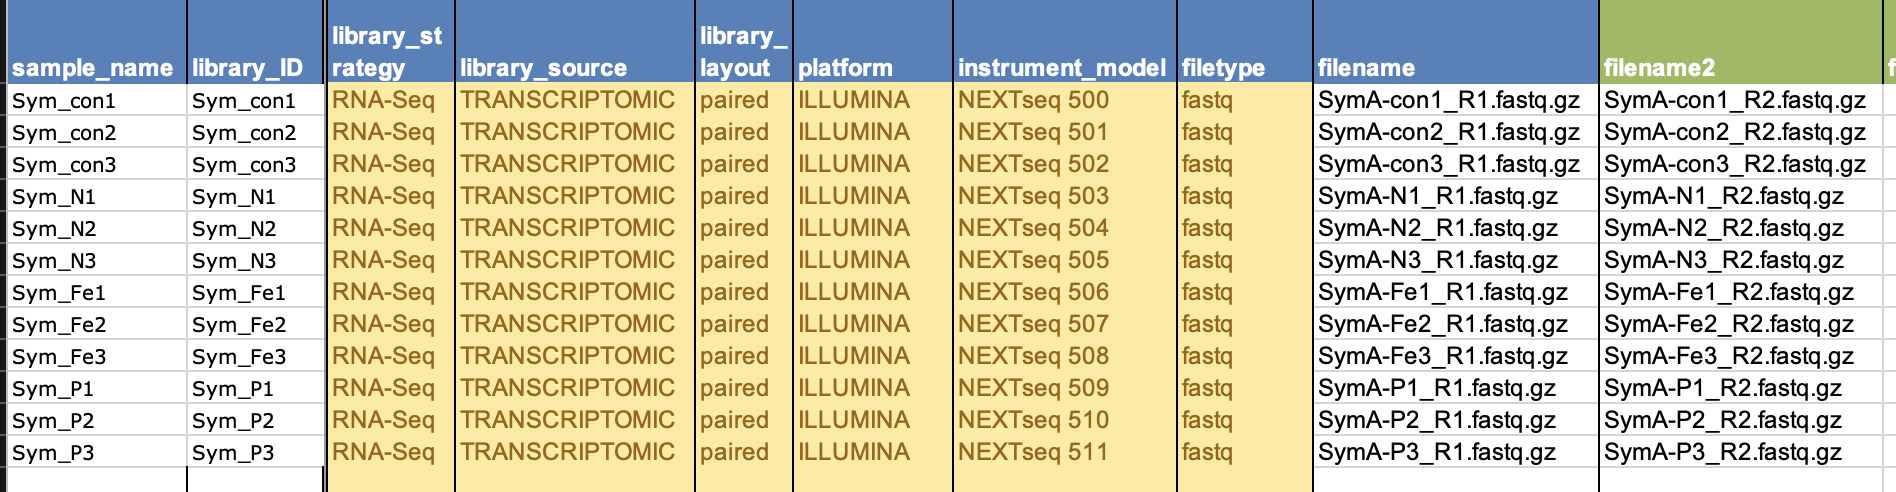 sample_name library_ID library_strategy library_source library_layout platform instrument_model filetype filename filename2 f
Sym_con1 Sym_con1 RNA-Seq TRANSCRIPTOMIC paired ILLUMINA NEXTseq 500 fastq SymA-con1_R1.fastq.gz SymA-con1_R2.fastq.gz
Sym_con2 Sym_con2 RNA-Seq TRANSCRIPTOMIC paired ILLUMINA NEXTseq 501 fastq SymA-con2_R1.fastq.gz SymA-con2_R2.fastq.gz
Sym_con3 Sym_con3 RNA-Seq TRANSCRIPTOMIC paired ILLUMINA NEXTseq 502 fastq SymA-con3_R1.fastq.gz SymA-con3_R2.fastq.gz
Sym_N1 Sym_N1 RNA-Seq TRANSCRIPTOMIC paired ILLUMINA NEXTseq 503 fastq SymA-N1_R1.fastq.gz SymA-N1_R2.fastq.gz
Sym_N2 Sym_N2 RNA-Seq TRANSCRIPTOMIC paired ILLUMINA NEXTseq 504 fastq SymA-N2_R1.fastq.gz SymA-N2_R2.fastq.gz
Sym_N3 Sym_N3 RNA-Seq TRANSCRIPTOMIC paired ILLUMINA NEXTseq 505 fastq SymA-N3_R1.fastq.gz SymA-N3_R2.fastq.gz
Sym_Fe1 Sym_Fe1 RNA-Seq TRANSCRIPTOMIC paired ILLUMINA NEXTseq 506 fastq SymA-Fe1_R1.fastq.gz SymA-Fe1_R2.fastq.gz
Sym_Fe2 Sym_Fe2 RNA-Seq TRANSCRIPTOMIC paired ILLUMINA NEXTseq 507 fastq SymA-Fe2_R1.fastq.gz SymA-Fe2_R2.fastq.gz
Sym_Fe3 Sym_Fe3 RNA-Seq TRANSCRIPTOMIC paired ILLUMINA NEXTseq 508 fastq SymA-Fe3_R1.fastq.gz SymA-Fe3_R2.fastq.gz
Sym_P1 Sym_P1 RNA-Seq TRANSCRIPTOMIC paired ILLUMINA NEXTseq 509 fastq SymA-P1_R1.fastq.gz SymA-P1_R2.fastq.gz
Sym_P2 Sym_P2 RNA-Seq TRANSCRIPTOMIC paired ILLUMINA NEXTseq 510 fastq SymA-P2_R1.fastq.gz SymA-P2_R2.fastq.gz
Sym_P3 Sym_P3 RNA-Seq TRANSCRIPTOMIC paired ILLUMINA NEXTseq 511 fastq SymA-P3_R1.fastq.gz SymA-P3_R2.fastq.gz